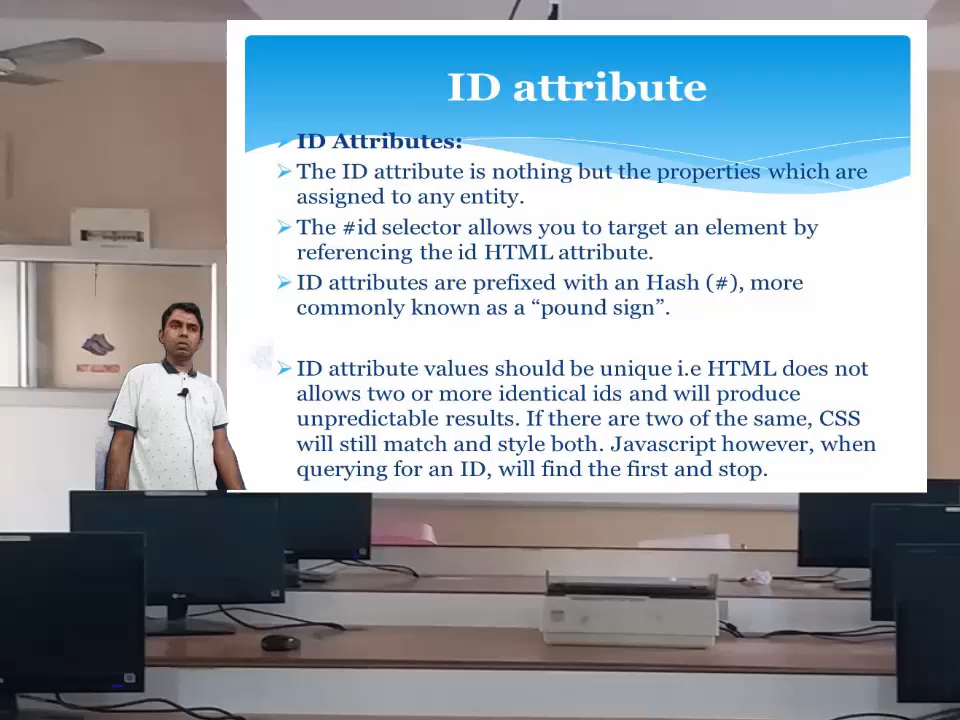 ID attribute
ID Attributes:
The ID attribute is nothing but the properties which are
assigned to any entity.
The #id selector allows you to target an element by
referencing the id HTML attribute.
ID attributes are prefixed with an Hash (#), more
commonly known as a “pound sign”.
ID attribute values should be unique i.e HTML does not
allows two or more identical ids and will produce
unpredictable results. If there are two of the same, CSS
will still match and style both. Javascript however, when
querying for an ID, will find the first and stop.
NOT ALLOWED